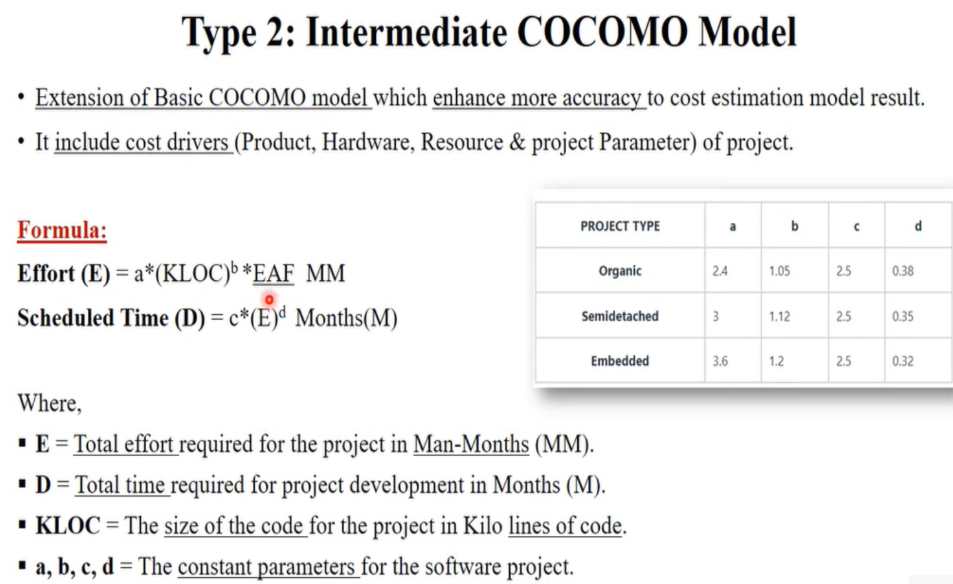 Type 2: Intermediate COCOMO Model
• Extension of Basic COCOMO model which enhance more accuracy to cost estimation model result.
• It include cost drivers (Product, Hardware, Resource & project Parameter) of project.
Formula:
Effort (E) = a*(KLOC)ᵇ *EAF MM
Scheduled Time (D) = c*(E)ᵈ Months(M)
PROJECT TYPE a b c d
Organic 2.4 1.05 2.5 0.38
Semidetached 3 1.12 2.5 0.35
Embedded 3.6 1.2 2.5 0.32
Where,
▪ E = Total effort required for the project in Man-Months (MM).
▪ D = Total time required for project development in Months (M).
▪ KLOC = The size of the code for the project in Kilo lines of code.
▪ a, b, c, d = The constant parameters for the software project.